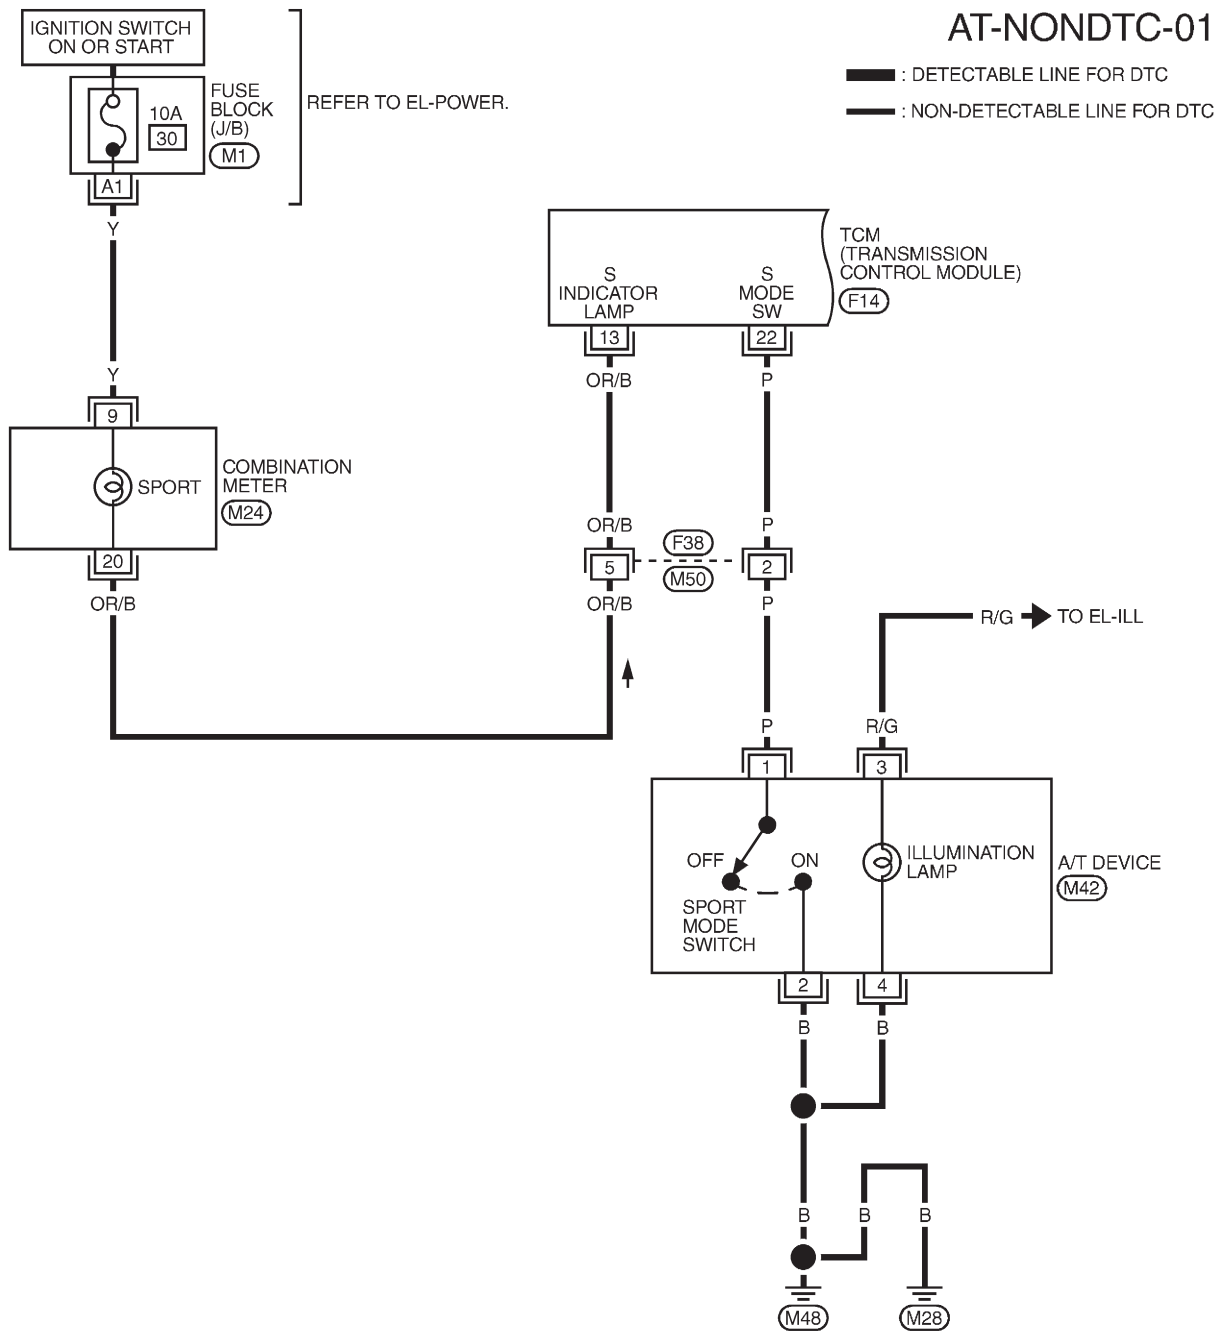 AT-NONDTC-01
: DETECTABLE LINE FOR DTC
: NON-DETECTABLE LINE FOR DTC
IGNITION SWITCH
ON OR START
10A
30
FUSE
BLOCK
(J/B)
M1
REFER TO EL-POWER.
A1
Y
Y
9
SPORT
COMBINATION
METER
M24
20
OR/B
S
INDICATOR
LAMP
S
MODE
SW
TCM
(TRANSMISSION
CONTROL MODULE)
F14
13
22
OR/B
P
OR/B
P
5
F38
M50
2
OR/B
P
R/G
TO EL-ILL
P
R/G
1
3
OFF
ON
SPORT
MODE
SWITCH
ILLUMINATION
LAMP
A/T DEVICE
M42
2
4
B
B
B
B
B
M48
M28